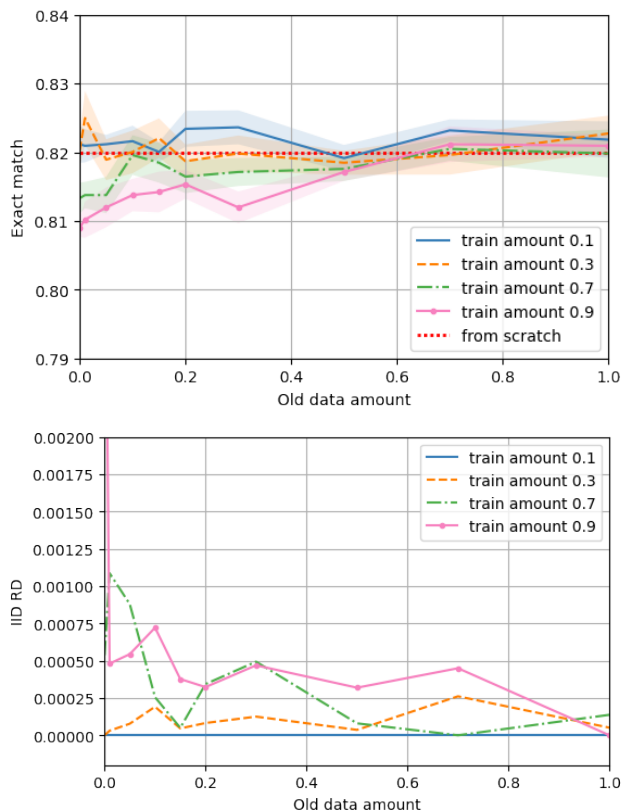 0.84
0.83
0.82
0.81
0.80
0.79
Exact match
train amount 0.1
train amount 0.3
train amount 0.7
train amount 0.9
from scratch
0.0 0.2 0.4 0.6 0.8 1.0
Old data amount
0.00200
0.00175
0.00150
0.00125
0.00100
0.00075
0.00050
0.00025
0.00000
IID RD
train amount 0.1
train amount 0.3
train amount 0.7
train amount 0.9
0.0 0.2 0.4 0.6 0.8 1.0
Old data amount